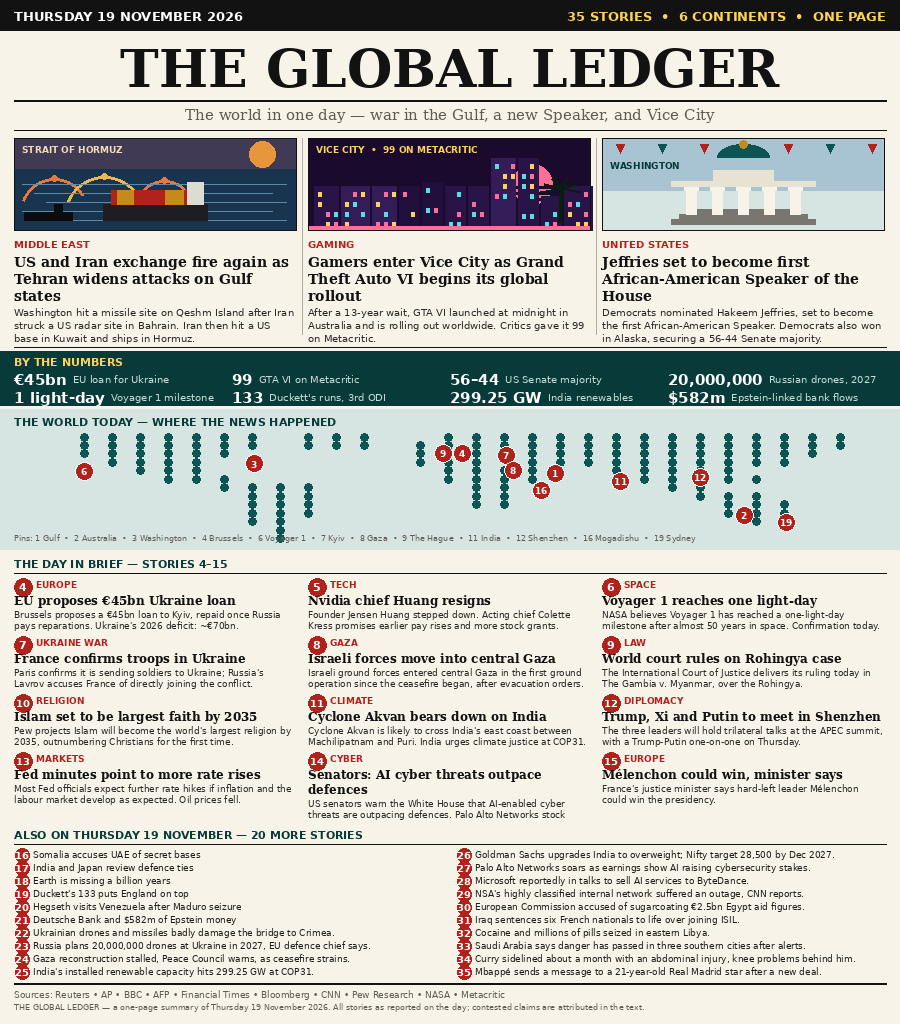 THURSDAY 19 NOVEMBER 2026
35 STORIES • 6 CONTINENTS • ONE PAGE
THE GLOBAL LEDGER
The world in one day — war in the Gulf, a new Speaker, and Vice City
STRAIT OF HORMUZ
MIDDLE EAST
US and Iran exchange fire again as
Tehran widens attacks on Gulf
states
Washington hit a missile site on Qeshm Island after Iran
struck a US radar site in Bahrain. Iran then hit a US
base in Kuwait and ships in Hormuz.
VICE CITY • 99 ON METACRITIC
GAMING
Gamers enter Vice City as Grand
Theft Auto VI begins its global
rollout
After a 13-year wait, GTA VI launched at midnight in
Australia and is rolling out worldwide. Critics gave it 99
on Metacritic.
WASHINGTON
UNITED STATES
Jeffries set to become first
African-American Speaker of the
House
Democrats nominated Hakeem Jeffries, set to become
the first African-American Speaker. Democrats also won
in Alaska, securing a 56-44 Senate majority.
BY THE NUMBERS
€45bn EU loan for Ukraine
99 GTA VI on Metacritic
56–44 US Senate majority
20,000,000 Russian drones, 2027
1 light-day Voyager 1 milestone
133 Duckett's runs, 3rd ODI
299.25 GW India renewables
$582m Epstein-linked bank flows
THE WORLD TODAY — WHERE THE NEWS HAPPENED
9
4
7
3
6
8
1
12
11
16
2
19
Pins: 1 Gulf • 2 Australia • 3 Washington • 4 Brussels • 6 Voyager 1 • 7 Kyiv • 8 Gaza • 9 The Hague • 11 India • 12 Shenzhen • 16 Mogadishu • 19 Sydney
THE DAY IN BRIEF — STORIES 4–15
4 EUROPE
EU proposes €45bn Ukraine loan
Brussels proposes a €45bn loan to Kyiv, repaid once Russia
pays reparations. Ukraine's 2026 deficit: ~€70bn.
5 TECH
Nvidia chief Huang resigns
Founder Jensen Huang stepped down. Acting chief Colette
Kress promises earlier pay rises and more stock grants.
6 SPACE
Voyager 1 reaches one light-day
NASA believes Voyager 1 has reached a one-light-day
milestone after almost 50 years in space. Confirmation today.
7 UKRAINE WAR
France confirms troops in Ukraine
Paris confirms it is sending soldiers to Ukraine; Russia's
Lavrov accuses France of directly joining the conflict.
8 GAZA
Israeli forces move into central Gaza
Israeli ground forces entered central Gaza in the first ground
operation since the ceasefire began, after evacuation orders.
9 LAW
World court rules on Rohingya case
The International Court of Justice delivers its ruling today in
The Gambia v. Myanmar, over the Rohingya.
10 RELIGION
Islam set to be largest faith by 2035
Pew projects Islam will become the world's largest religion by
2035, outnumbering Christians for the first time.
11 CLIMATE
Cyclone Akvan bears down on India
Cyclone Akvan is likely to cross India's east coast between
Machilipatnam and Puri. India urges climate justice at COP31.
12 DIPLOMACY
Trump, Xi and Putin to meet in Shenzhen
The three leaders will hold trilateral talks at the APEC summit,
with a Trump-Putin one-on-one on Thursday.
13 MARKETS
Fed minutes point to more rate rises
Most Fed officials expect further rate hikes if inflation and the
labour market develop as expected. Oil prices fell.
14 CYBER
Senators: AI cyber threats outpace
defences
US senators warn the White House that AI-enabled cyber
threats are outpacing defences. Palo Alto Networks stock
15 EUROPE
Mélenchon could win, minister says
France's justice minister says hard-left leader Mélenchon
could win the presidency.
ALSO ON THURSDAY 19 NOVEMBER — 20 MORE STORIES
16 Somalia accuses UAE of secret bases
17 India and Japan review defence ties
18 Earth is missing a billion years
19 Duckett's 133 puts England on top
20 Hegseth visits Venezuela after Maduro seizure
21 Deutsche Bank and $582m of Epstein money
22 Ukrainian drones and missiles badly damage the bridge to Crimea.
23 Russia plans 20,000,000 drones at Ukraine in 2027, EU defence chief says.
24 Gaza reconstruction stalled, Peace Council warns, as ceasefire strains.
25 India's installed renewable capacity hits 299.25 GW at COP31.
26 Goldman Sachs upgrades India to overweight; Nifty target 28,500 by Dec 2027.
27 Palo Alto Networks soars as earnings show AI raising cybersecurity stakes.
28 Microsoft reportedly in talks to sell AI services to ByteDance.
29 NSA's highly classified internal network suffered an outage, CNN reports.
30 European Commission accused of sugarcoating €2.5bn Egypt aid figures.
31 Iraq sentences six French nationals to life over joining ISIL.
32 Cocaine and millions of pills seized in eastern Libya.
33 Saudi Arabia says danger has passed in three southern cities after alerts.
34 Curry sidelined about a month with an abdominal injury, knee problems behind him.
35 Mbappé sends a message to a 21-year-old Real Madrid star after a new deal.
Sources: Reuters • AP • BBC • AFP • Financial Times • Bloomberg • CNN • Pew Research • NASA • Metacritic
THE GLOBAL LEDGER — a one-page summary of Thursday 19 November 2026. All stories as reported on the day; contested claims are attributed in the text.